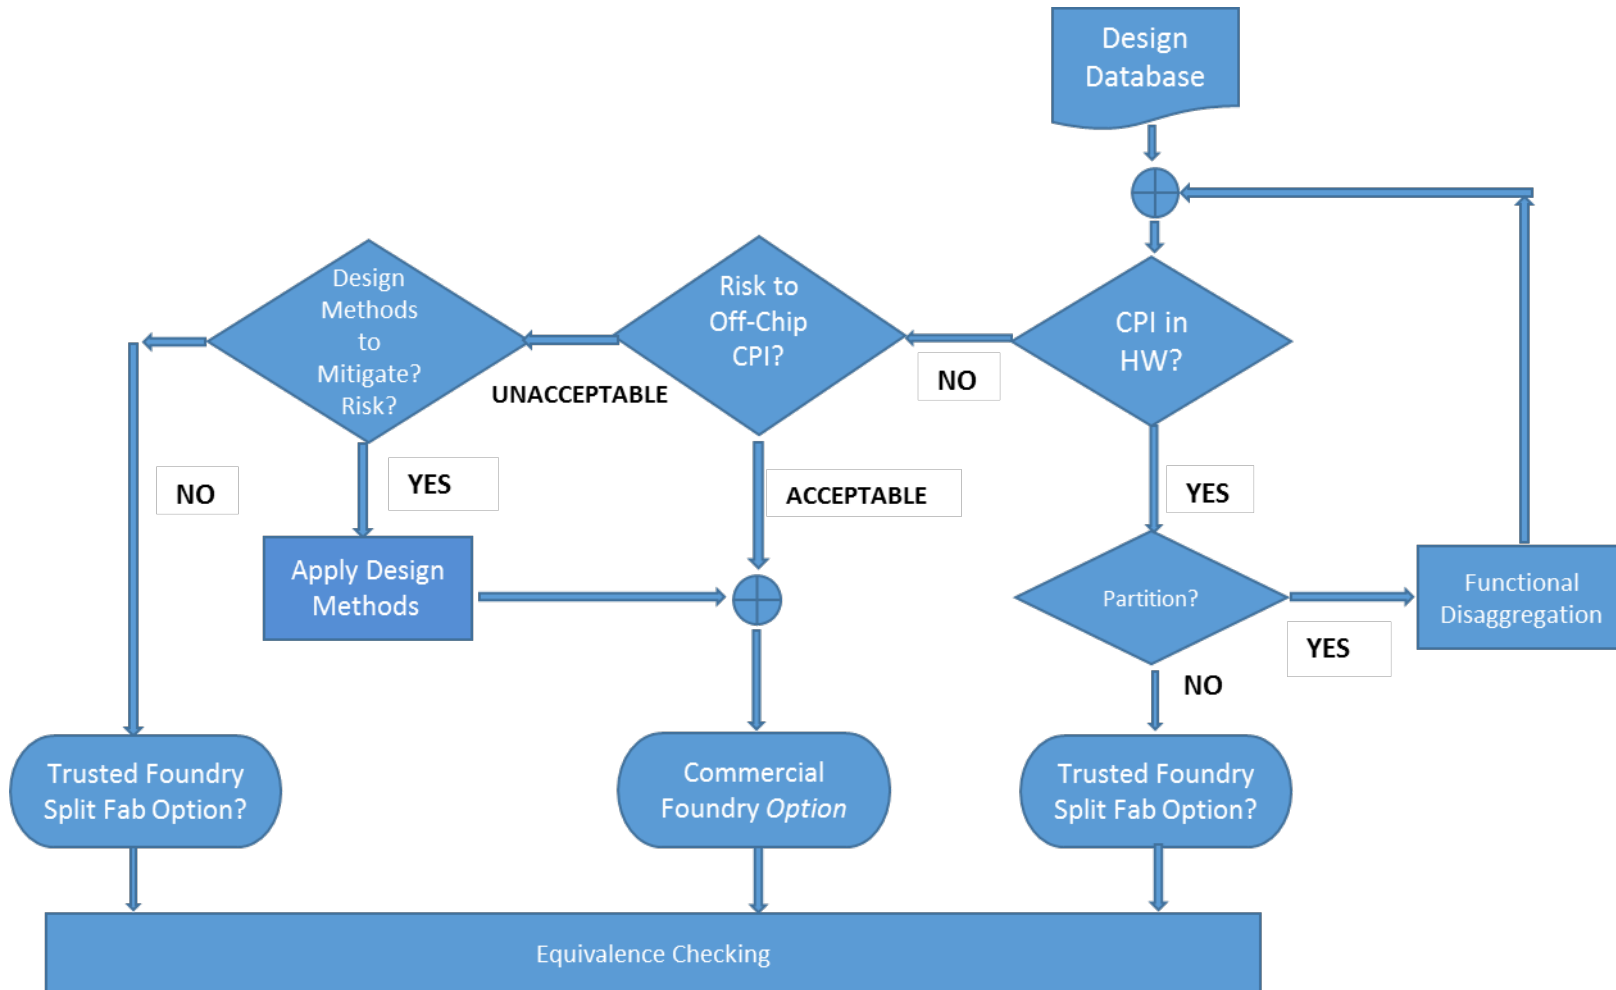 Design
Database
Design
Methods
to
Mitigate?
Risk?
Risk to
Off-Chip
CPI?
CPI in
HW?
UNACCEPTABLE
NO
NO
YES
ACCEPTABLE
YES
Apply Design
Methods
Partition?
Functional
Disaggregation
YES
NO
Trusted Foundry
Split Fab Option?
Commercial
Foundry Option
Trusted Foundry
Split Fab Option?
Equivalence Checking